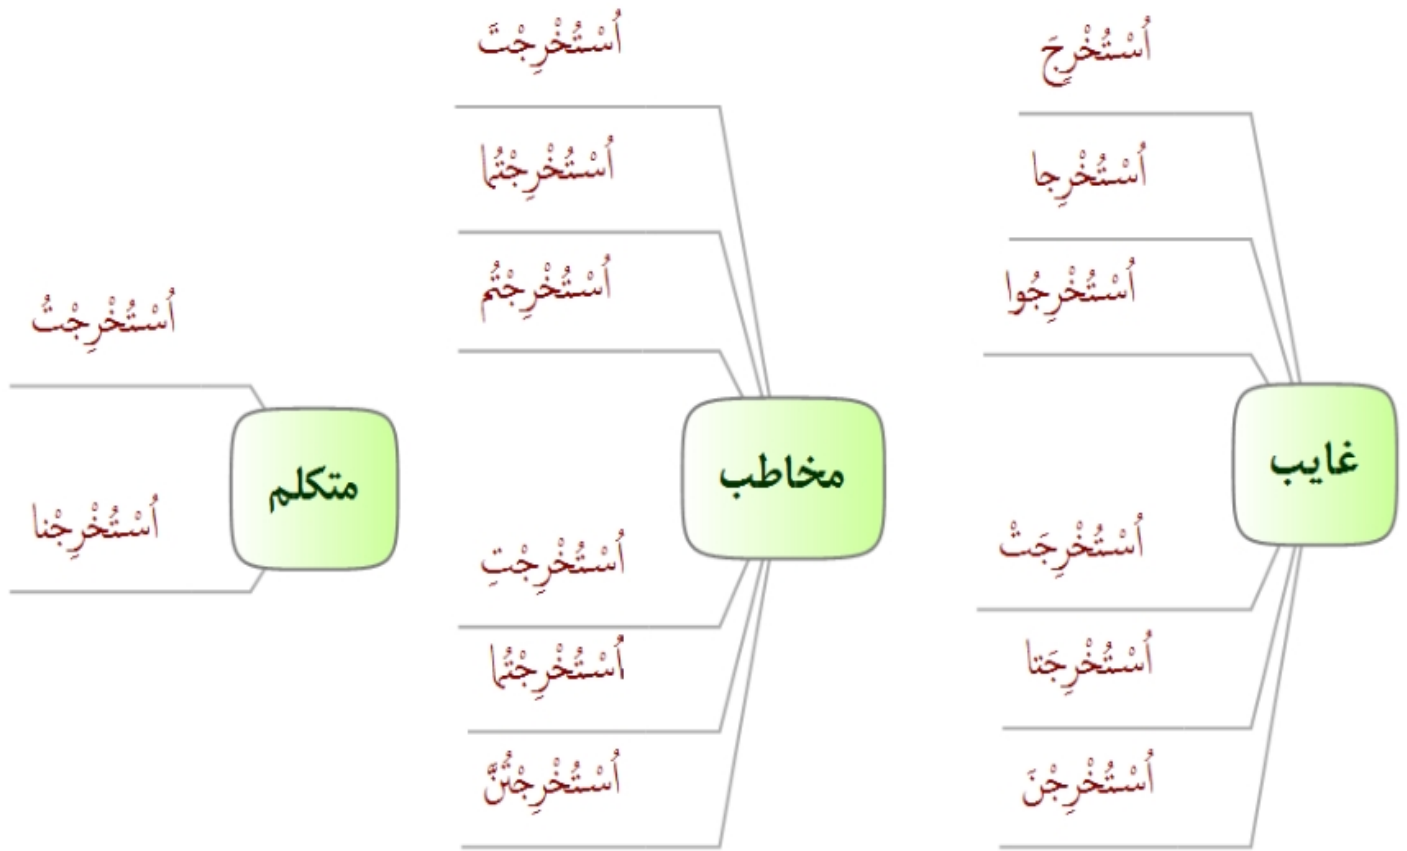 اُسْتُخْرِجَ
اُسْتُخْرِجا
اُسْتُخْرِجُوا
غایب
اُسْتُخْرِجَتْ
اُسْتُخْرِجَتا
اُسْتُخْرِجْنَ
اُسْتُخْرِجْتَ
اُسْتُخْرِجْتُما
اُسْتُخْرِجْتُم
مخاطب
اُسْتُخْرِجْتِ
اُسْتُخْرِجْتُما
اُسْتُخْرِجْتُنَّ
اُسْتُخْرِجْتُ
متکلم
اُسْتُخْرِجْنا